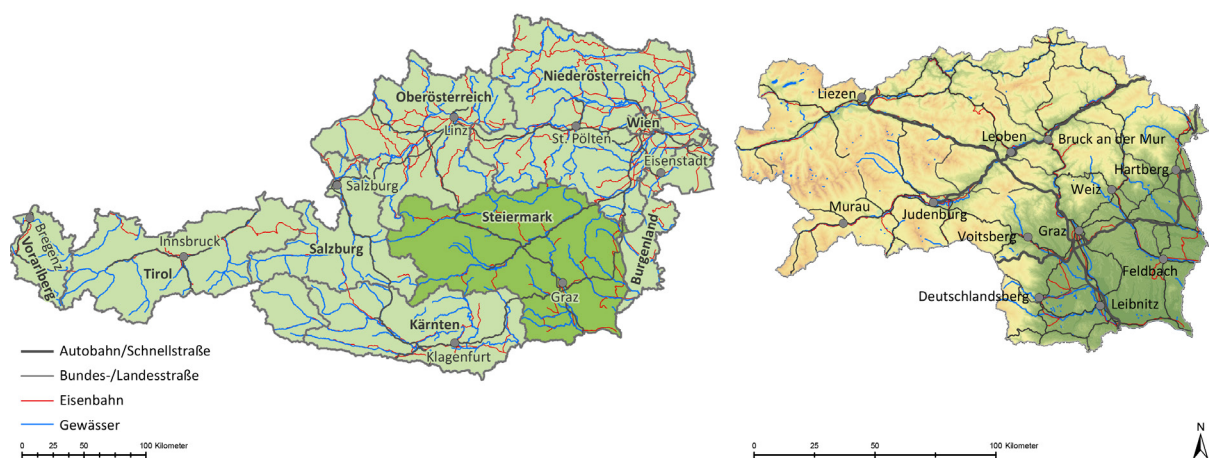 Niederösterreich
Oberösterreich
Wien
Linz
St. Pölten
Eisenstadt
Salzburg
Steiermark
Burgenland
Innsbruck
Salzburg
Bregenz
Vorarlberg
Tirol
Graz
Kärnten
Klagenfurt
Autobahn/Schnellstraße
Bundes-/Landesstraße
Eisenbahn
Gewässer
0 25 50 100 Kilometer
Liezen
Leoben
Bruck an der Mur
Hartberg
Weiz
Murau
Judenburg
Voitsberg
Graz
Feldbach
Deutschlandsberg
Leibnitz
0 25 50 100 Kilometer
N